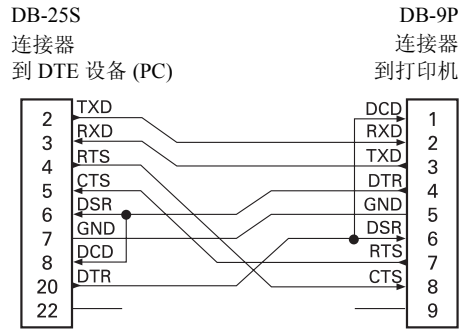 DB-25S
连接器
到 DTE 设备 (PC)
DB-9P
连接器
到打印机
2 TXD
3 RXD
4 RTS
5 CTS
6 DSR
7 GND
8 DCD
20 DTR
22
DCD 1
RXD 2
TXD 3
DTR 4
GND 5
DSR 6
RTS 7
CTS 8
9